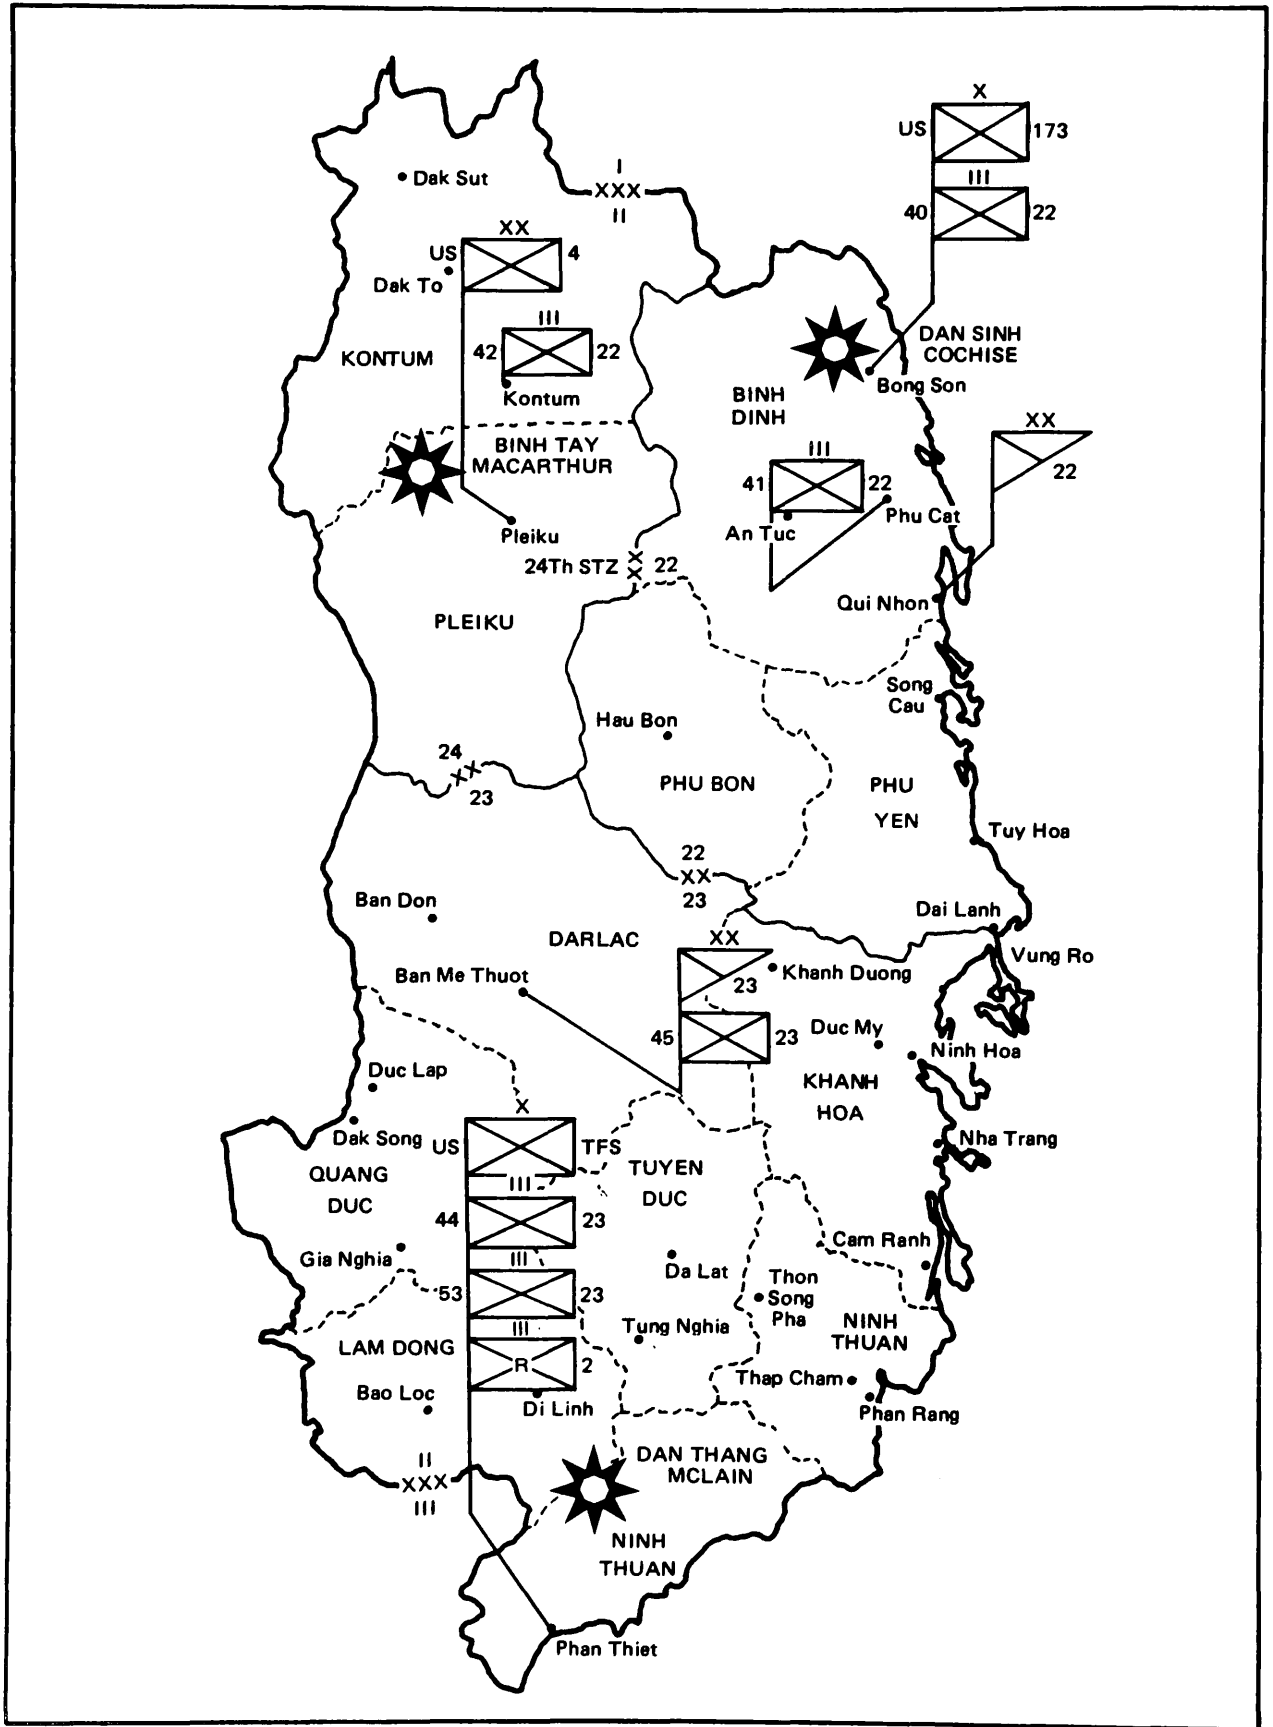 X
US
173
III
40
22
I
XXX
II
Dak Sut
XX
US
4
Dak To
III
42
22
Kontum
KONTUM
DAN SINH
COCHISE
Bong Son
BINH
DINH
XX
22
BINH TAY
MACARTHUR
III
41
22
Phu Cat
An Tuc
Pleiku
24Th STZ
XX
22
Qui Nhon
PLEIKU
Song
Cau
Hau Bon
24
XX
23
PHU BON
PHU
YEN
Tuy Hoa
22
XX
23
Ban Don
Dai Lanh
DARLAC
XX
Vung Ro
Ban Me Thuot
23
Khanh Duong
45
23
Duc My
Ninh Hoa
Duc Lap
KHANH
HOA
X
Dak Song
US
TFS
Nha Trang
QUANG
DUC
TUYEN
DUC
III
44
23
Cam Ranh
Gia Nghia
III
Da Lat
53
23
Thon
Song
Pha
III
Tung Nghia
NINH
THUAN
LAM DONG
R
2
Thap Cham
Bao Loc
Di Linh
Phan Rang
II
XXX
III
DAN THANG
MCLAIN
NINH
THUAN
Phan Thiet